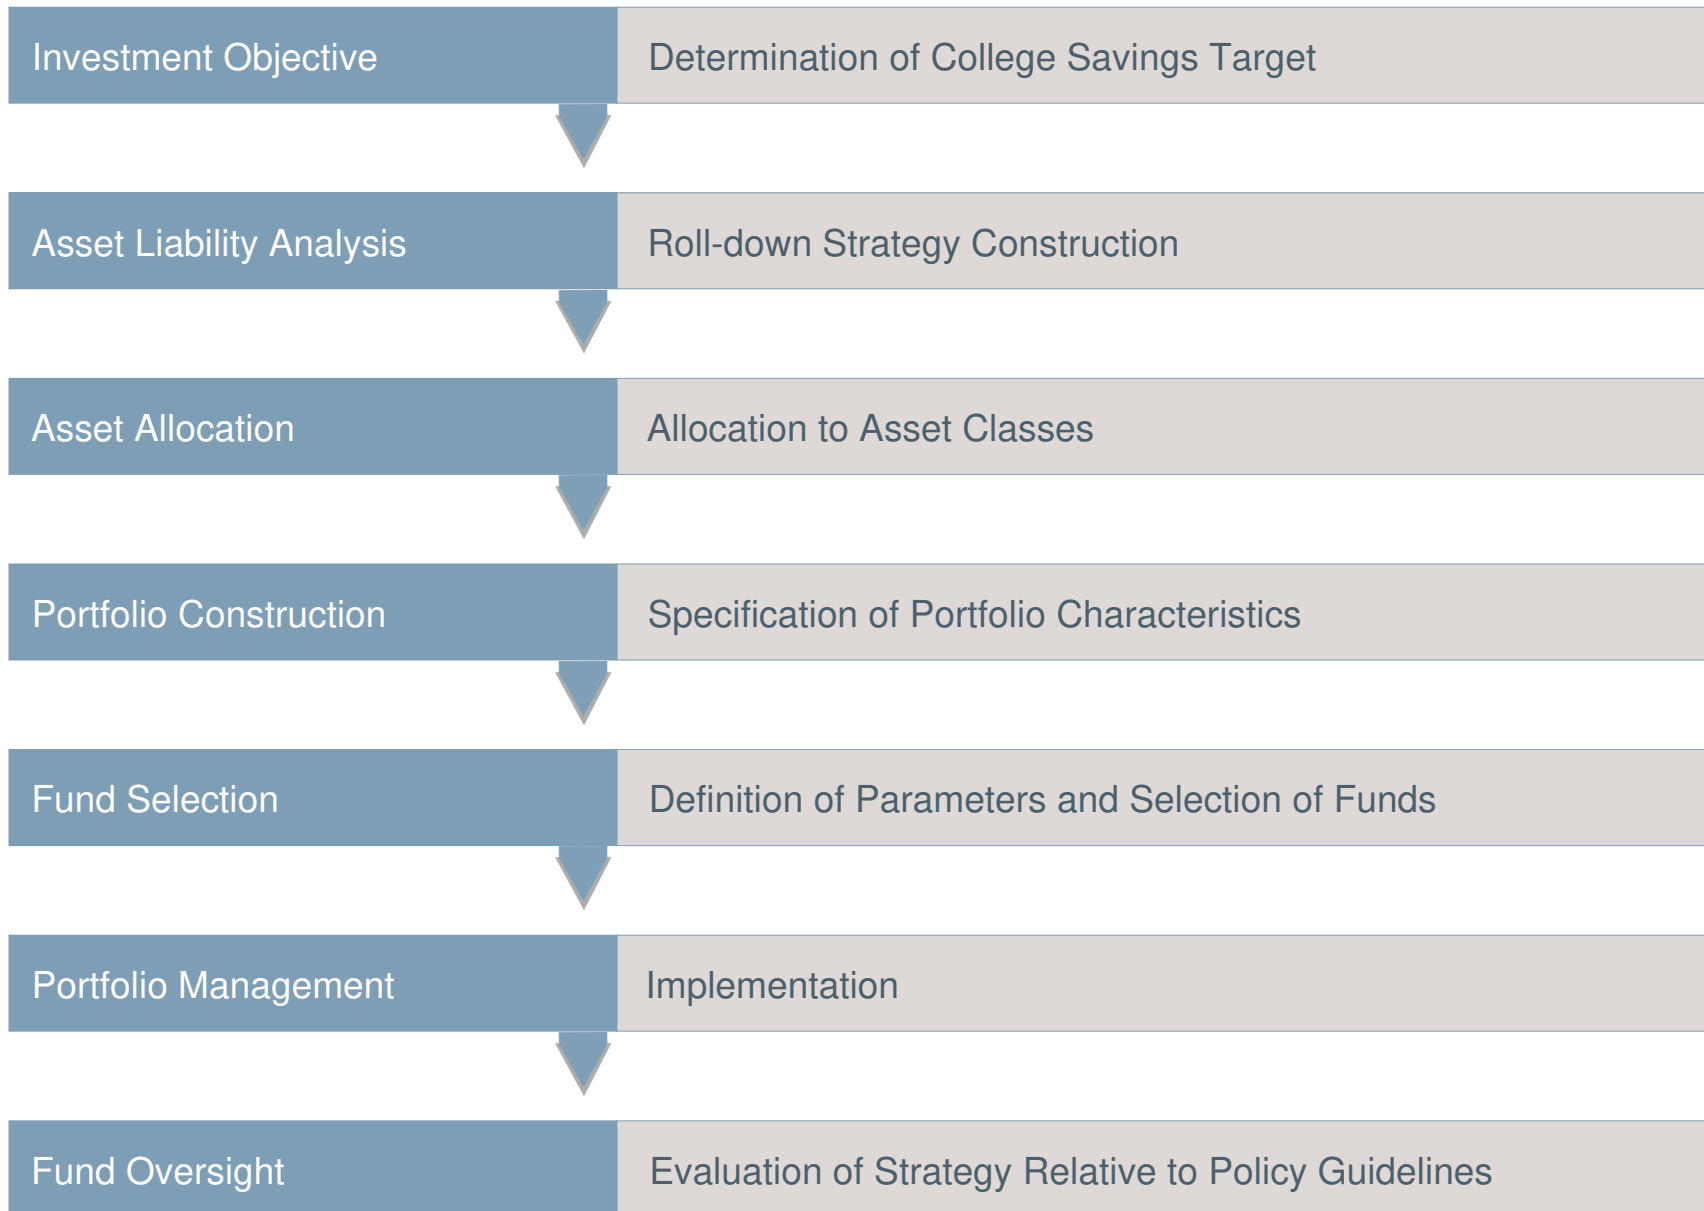 Investment Objective
Determination of College Savings Target
Asset Liability Analysis
Roll-down Strategy Construction
Asset Allocation
Allocation to Asset Classes
Portfolio Construction
Specification of Portfolio Characteristics
Fund Selection
Definition of Parameters and Selection of Funds
Portfolio Management
Implementation
Fund Oversight
Evaluation of Strategy Relative to Policy Guidelines